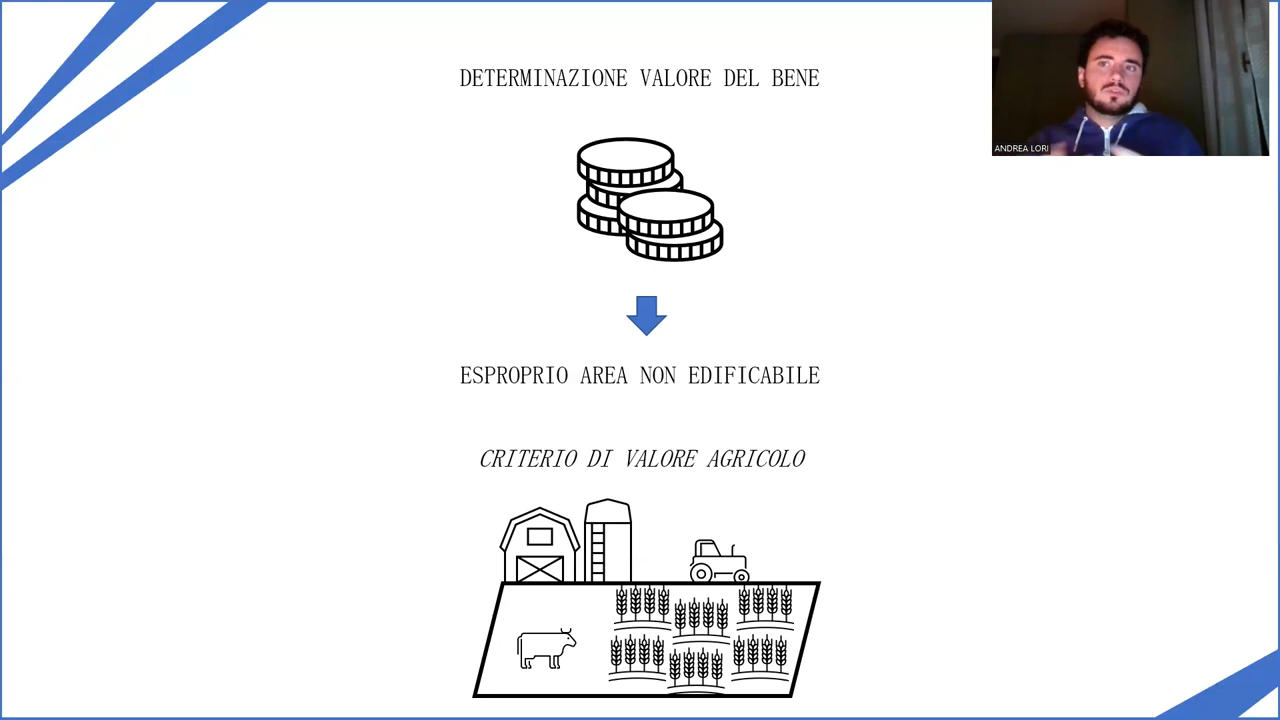 DETERMINAZIONE VALORE DEL BENE
ANDREA LORI
ESPROPRIO AREA NON EDIFICABILE
CRITERIO DI VALORE AGRICOLO